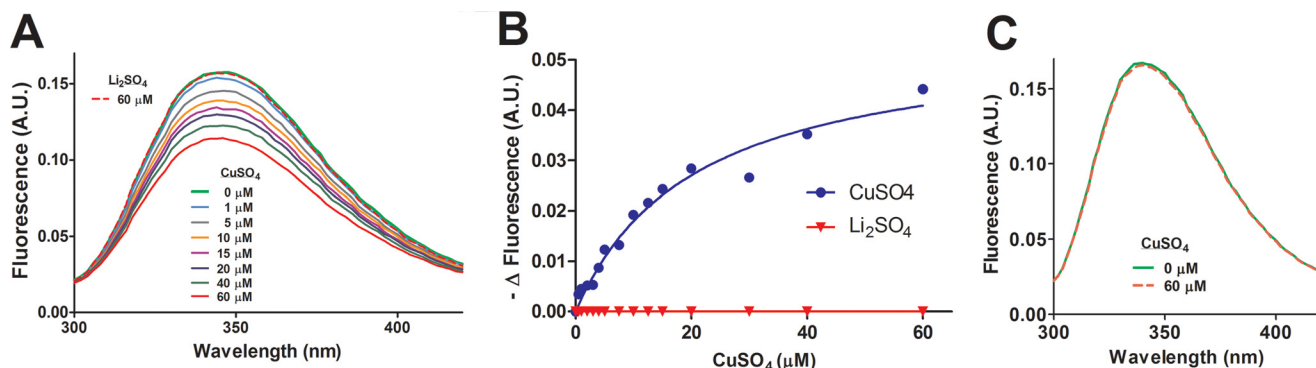 A
Fluorescence (A.U.)
0.15
0.10
0.05
0.00
Li₂SO₄
60 μM
CuSO₄
0 μM
1 μM
5 μM
10 μM
15 μM
20 μM
40 μM
60 μM
300
350
400
Wavelength (nm)
B
- Δ Fluorescence (A.U.)
0.05
0.04
0.03
0.02
0.01
0.00
CuSO4
Li₂SO₄
0
20
40
60
CuSO₄ (μM)
C
Fluorescence (A.U.)
0.15
0.10
0.05
0.00
CuSO₄
0 μM
60 μM
300
350
400
Wavelength (nm)